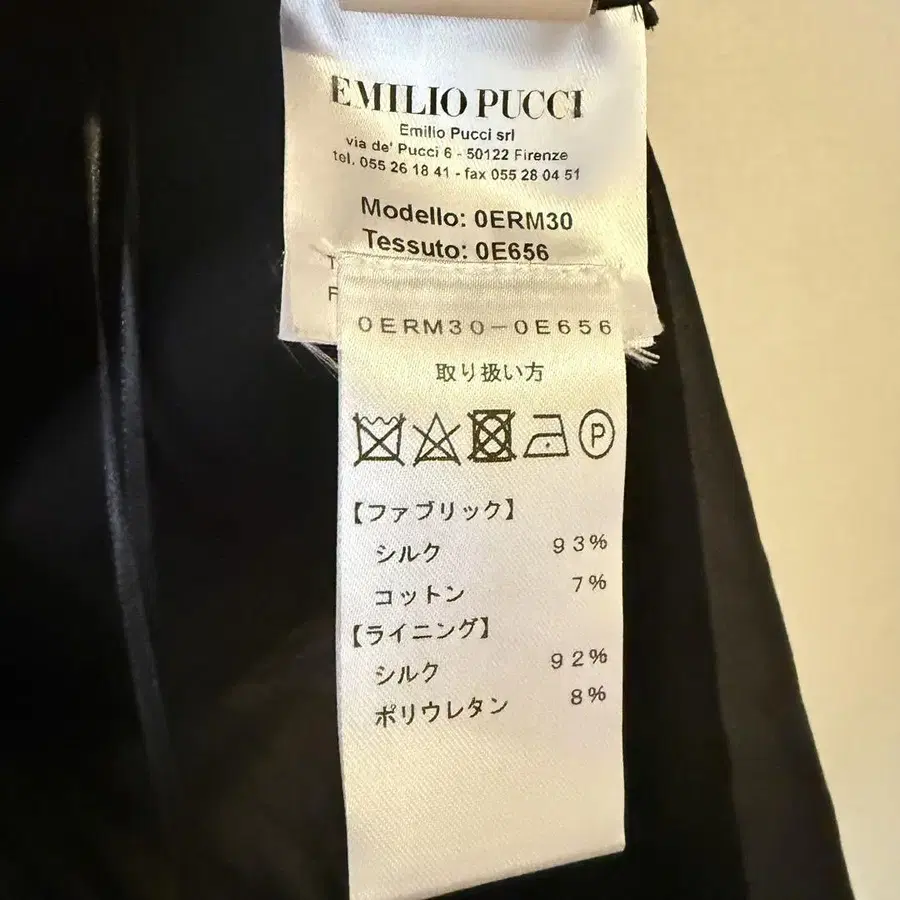 EMILIO PUCCI
Emilio Pucci srl
via de' Pucci 6 - 50122 Firenze
tel. 055 26 18 41 - fax 055 28 04 51
Modello: 0ERM30
Tessuto: 0E656
0ERM30-0E656
取り扱い方
P
【ファブリック】
シルク 93%
コットン 7%
【ライニング】
シルク 92%
ポリウレタン 8%